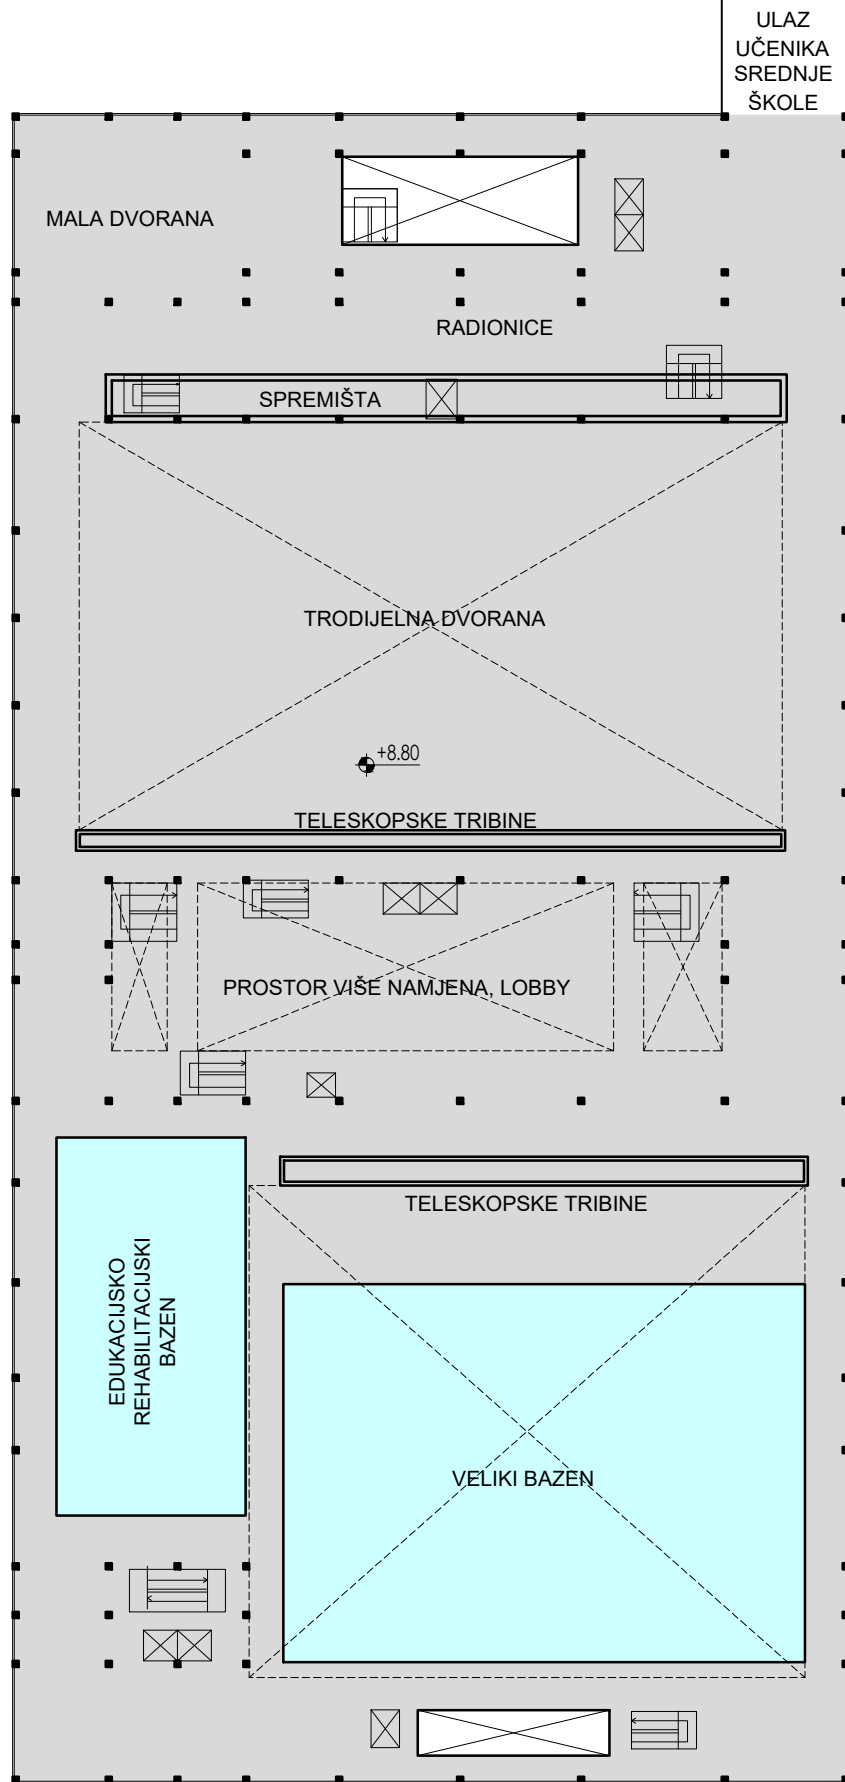 ULAZ
UČENIKA
SREDNJE
ŠKOLE
MALA DVORANA
RADIONICE
SPREMIŠTA
TRODIJELNA DVORANA
+8.80
TELESKOPSKE TRIBINE
PROSTOR VIŠE NAMJENA, LOBBY
TELESKOPSKE TRIBINE
EDUKACIJSKO
REHABILITACIJSKI
BAZEN
VELIKI BAZEN